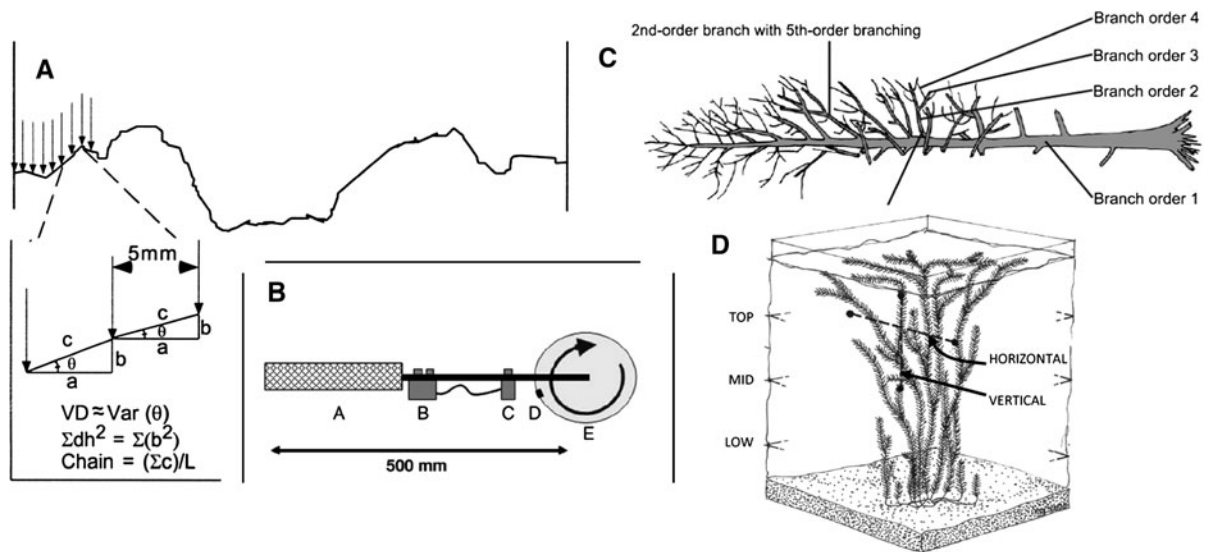 A
5mm
c
c
θ
b
θ
b
a
a
VD ≈ Var (θ)
Σdh² = Σ(b²)
Chain = (Σc)/L
B
A
B
C
D
E
500 mm
C
2nd-order branch with 5th-order branching
Branch order 4
Branch order 3
Branch order 2
Branch order 1
D
TOP
MID
LOW
HORIZONTAL
VERTICAL